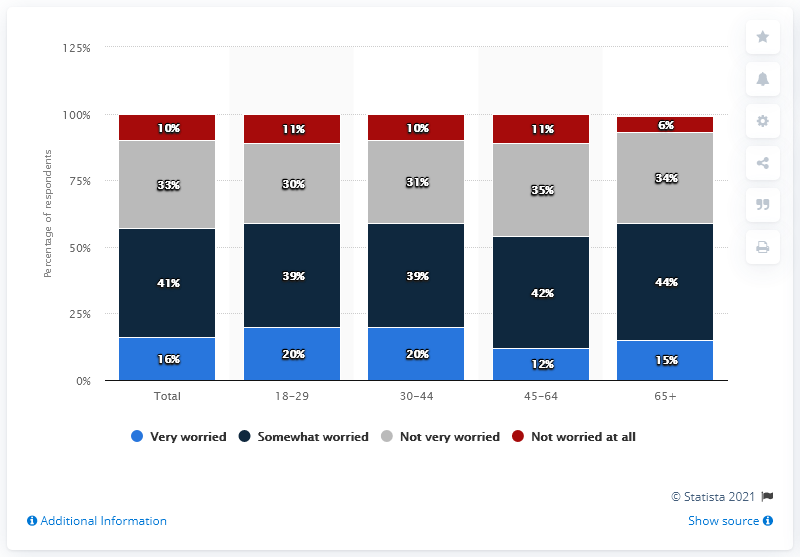 125%
100%
75%
50%
25%
0%
Percentage of respondents
10% 11% 10% 11% 6%
33% 30% 31% 35% 34%
41% 39% 39% 42% 44%
16% 20% 20% 12% 15%
Total 18-29 30-44 45-64 65+
Very worried Somewhat worried Not very worried Not worried at all
© Statista 2021
Additional Information Show source